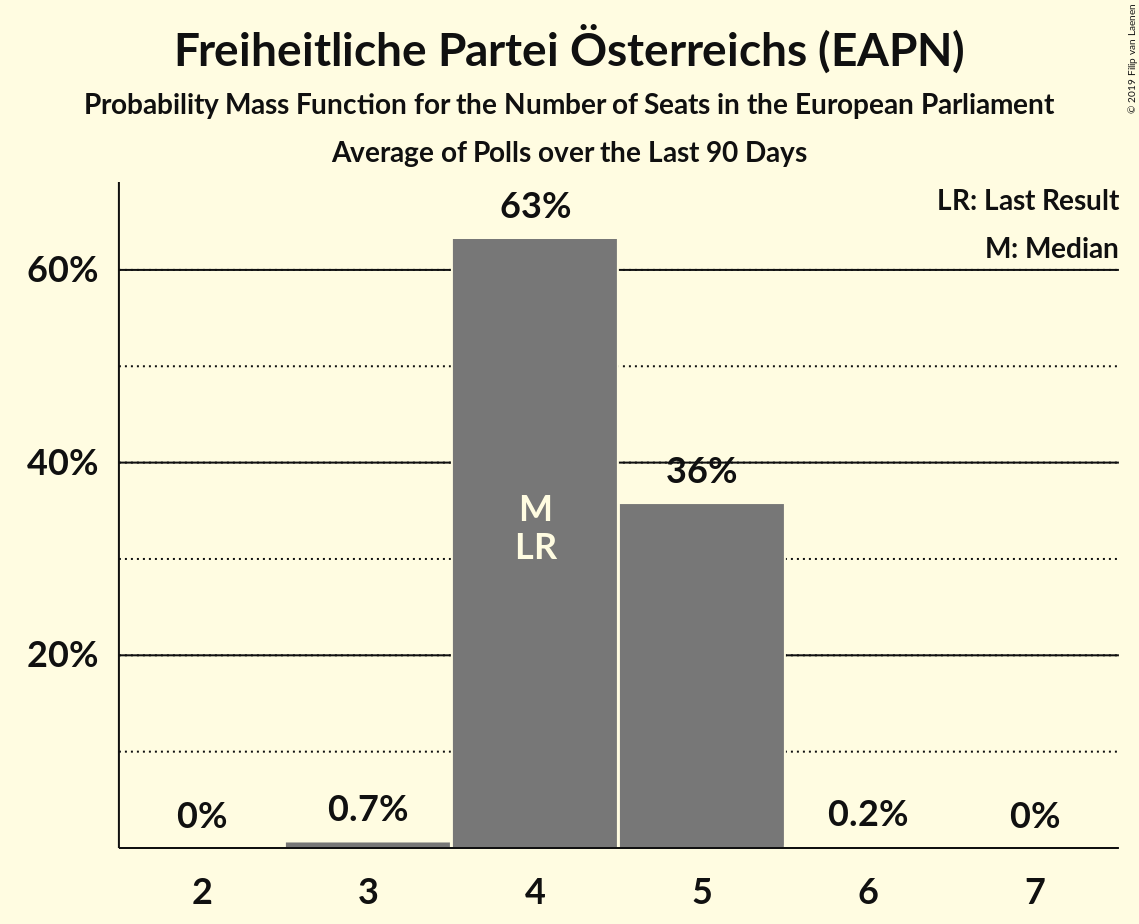 Freiheitliche Partei Österreichs (EAPN)
Probability Mass Function for the Number of Seats in the European Parliament
Average of Polls over the Last 90 Days
© 2019 Filip van Laenen
LR: Last Result
M: Median
60%
40%
20%
0%
0.7%
63%
36%
0.2%
0%
M
LR
2
3
4
5
6
7